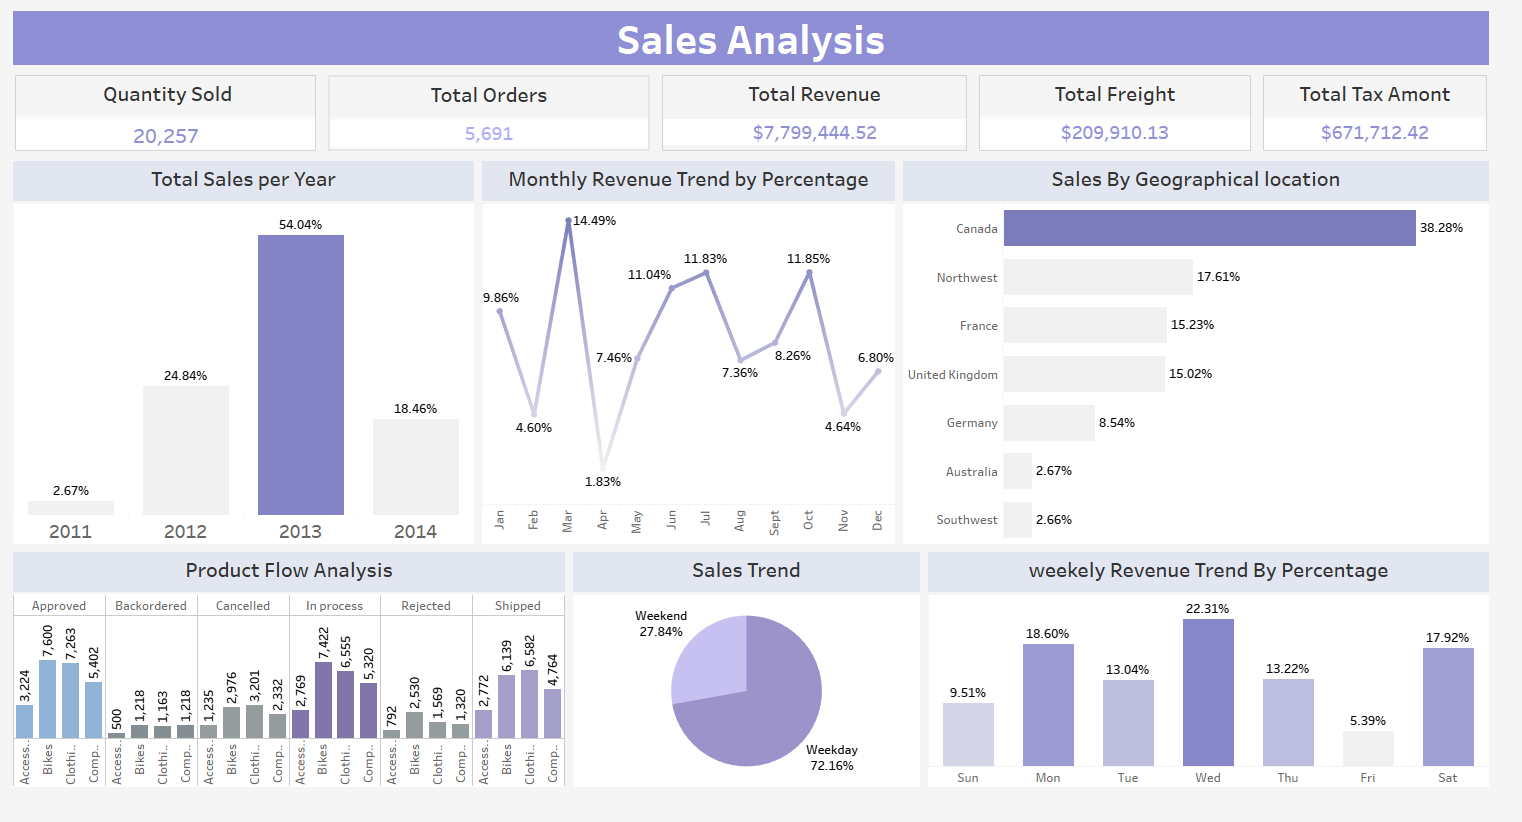 Sales Analysis
Quantity Sold
20,257
Total Orders
5,691
Total Revenue
$7,799,444.52
Total Freight
$209,910.13
Total Tax Amont
$671,712.42
Total Sales per Year
2.67%
24.84%
54.04%
18.46%
2011 2012 2013 2014
Monthly Revenue Trend by Percentage
9.86%
4.60%
14.49%
1.83%
7.46%
11.04%
11.83%
7.36%
8.26%
11.85%
4.64%
6.80%
Jan
Feb
Mar
Apr
May
Jun
Jul
Aug
Sept
Oct
Nov
Dec
Sales By Geographical location
Canada 38.28%
Northwest 17.61%
France 15.23%
United Kingdom 15.02%
Germany 8.54%
Australia 2.67%
Southwest 2.66%
Product Flow Analysis
Approved Backordered Cancelled In process Rejected Shipped
3,224
7,600
7,263
5,402
500
1,218
1,163
1,218
1,235
2,976
3,201
2,332
2,769
7,422
6,555
5,320
792
2,530
1,569
1,320
2,772
6,139
6,582
4,764
Access..
Bikes
Clothi..
Comp..
Access..
Bikes
Clothi..
Comp..
Access..
Bikes
Clothi..
Comp..
Access..
Bikes
Clothi..
Comp..
Access..
Bikes
Clothi..
Comp..
Access..
Bikes
Clothi..
Comp..
Sales Trend
Weekend
27.84%
Weekday
72.16%
weekely Revenue Trend By Percentage
9.51%
18.60%
13.04%
22.31%
13.22%
5.39%
17.92%
Sun Mon Tue Wed Thu Fri Sat